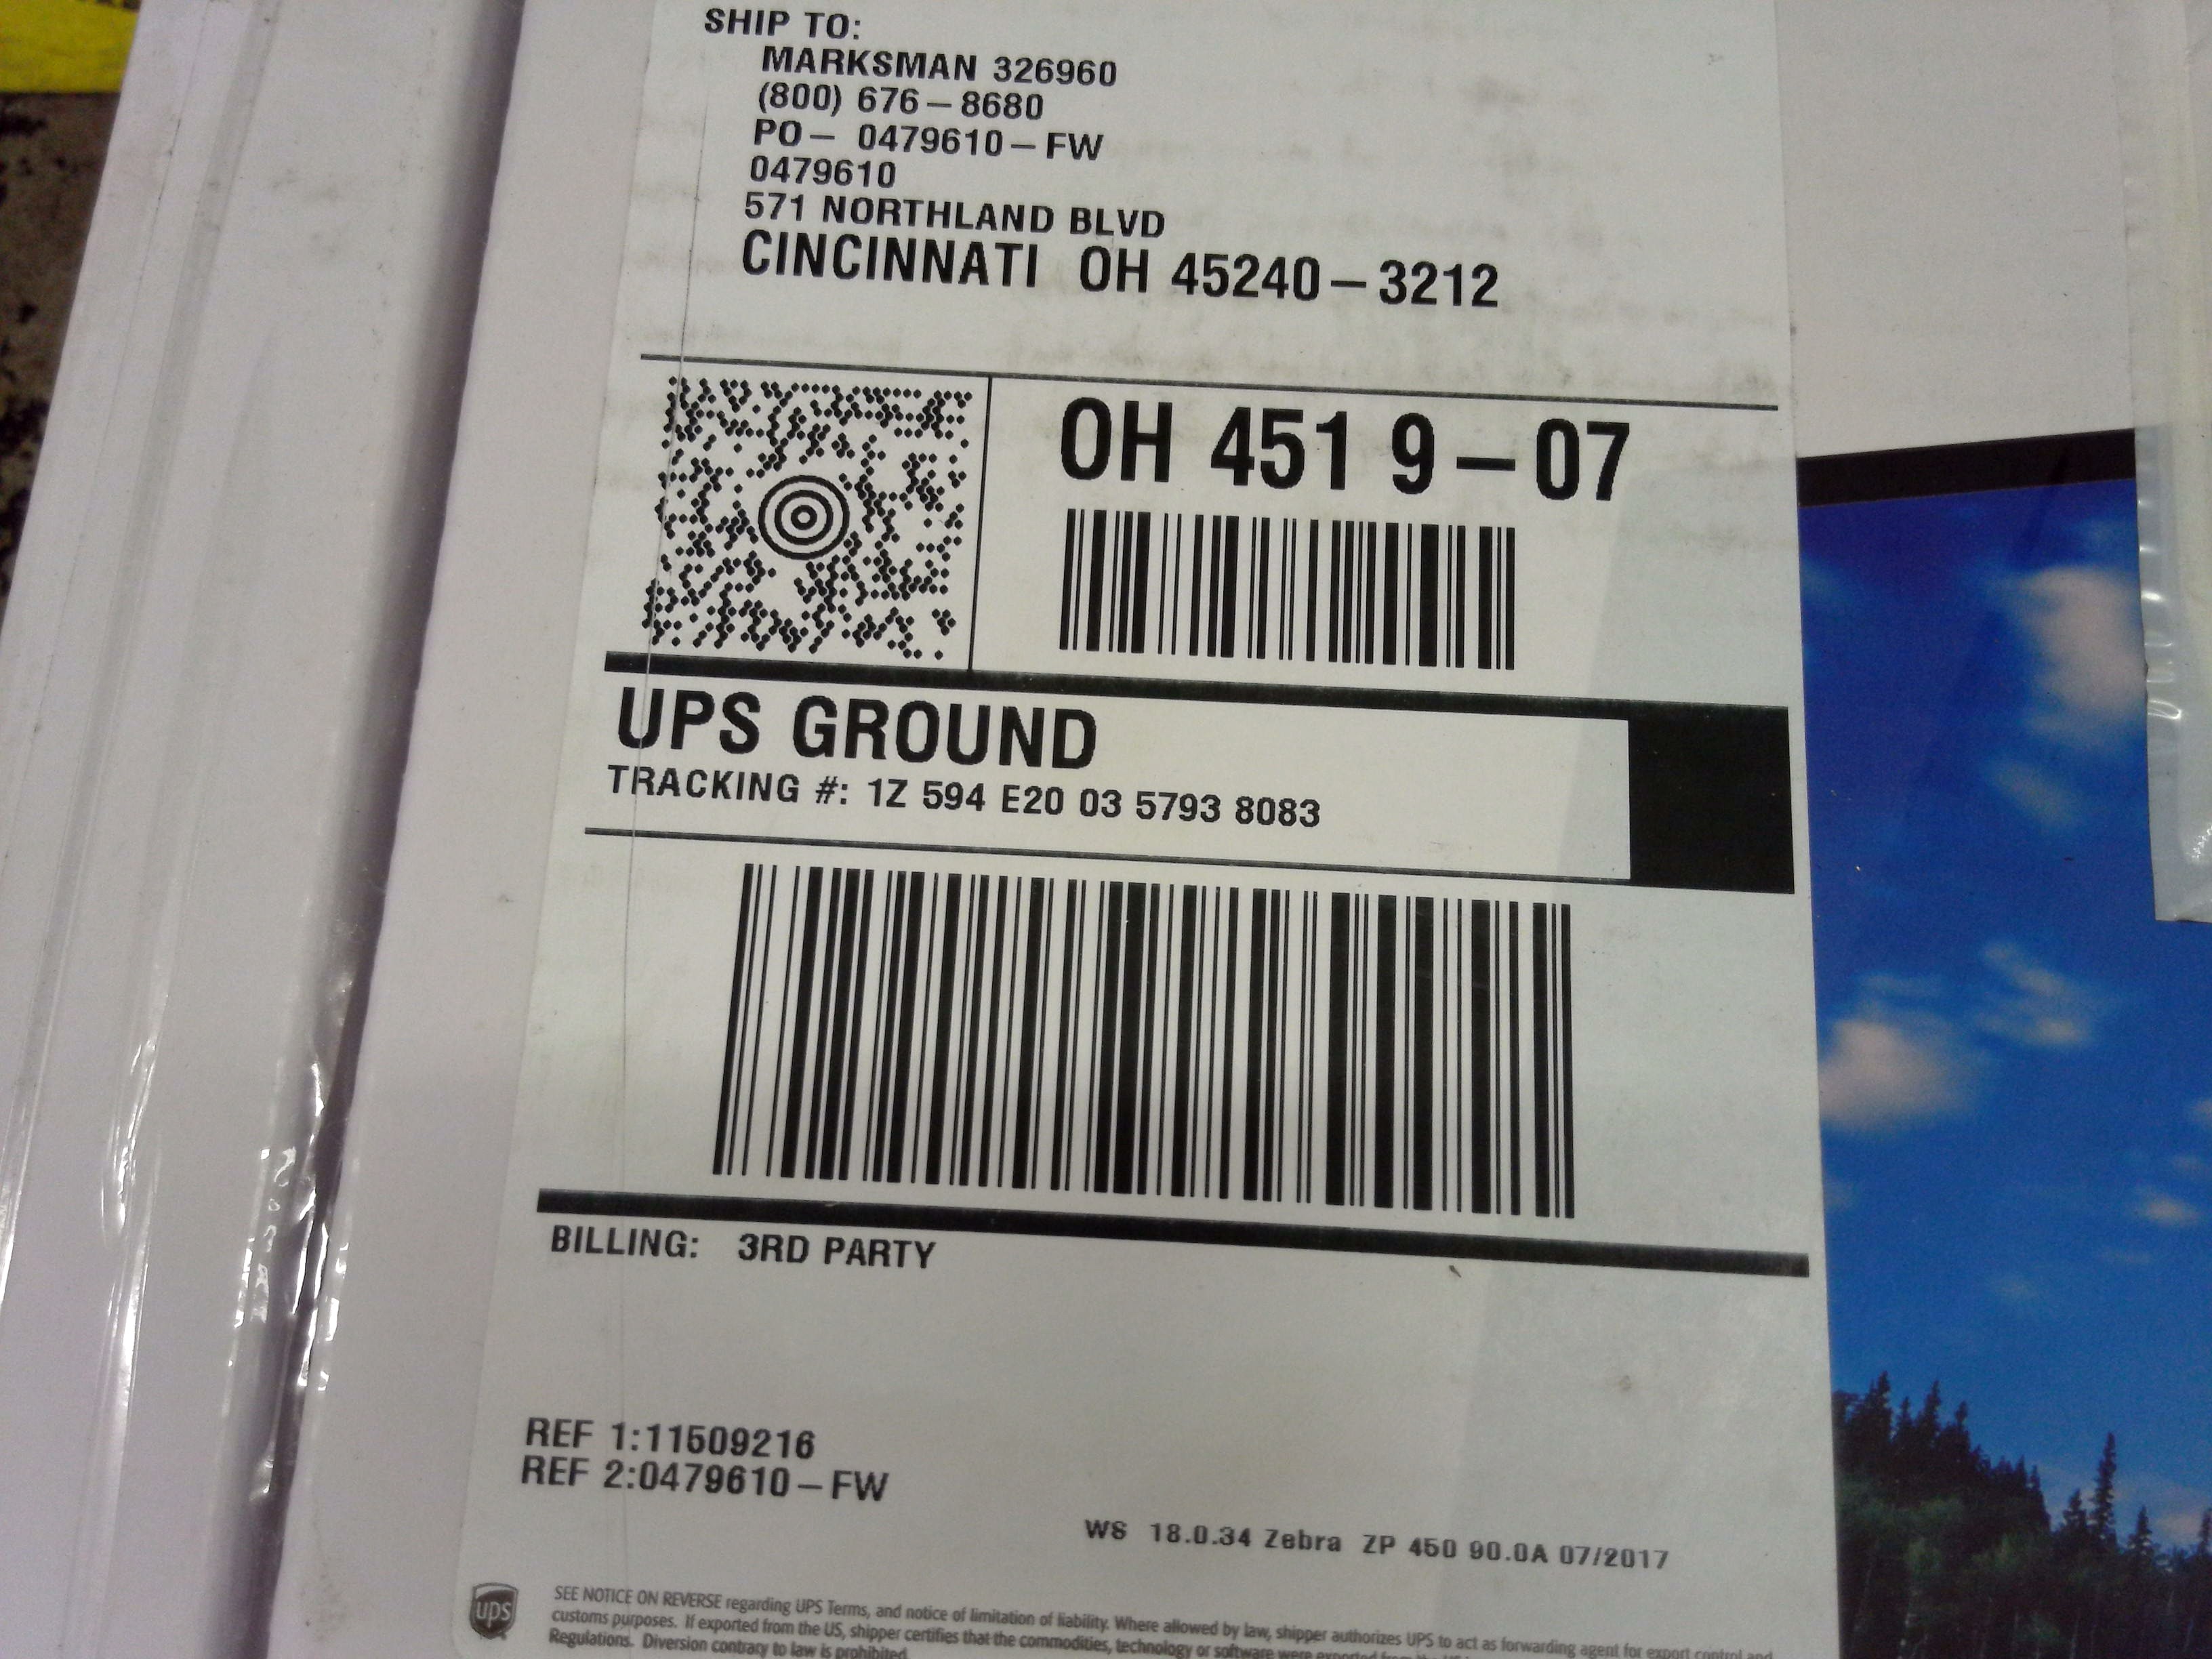 SHIP TO:
MARKSMAN 326960
(800) 676-8680
PO- 0479610-FW
0479610
571 NORTHLAND BLVD
CINCINNATI OH 45240-3212
OH 451 9-07
UPS GROUND
TRACKING #: 1Z 594 E20 03 5793 8083
BILLING: 3RD PARTY
REF 1:11509216
REF 2:0479610-FW
WS 18.0.34 Zebra ZP 450 90.0A 07/2017
ups
SEE NOTICE ON REVERSE regarding UPS Terms, and notice of limitation of liability. Where allowed by law, shipper authorizes UPS to act as forwarding agent for export control and
customs purposes. If exported from the US, shipper certifies that the commodities, technology or software were exported from the US
Regulations. Diversion contrary to law is prohibited.